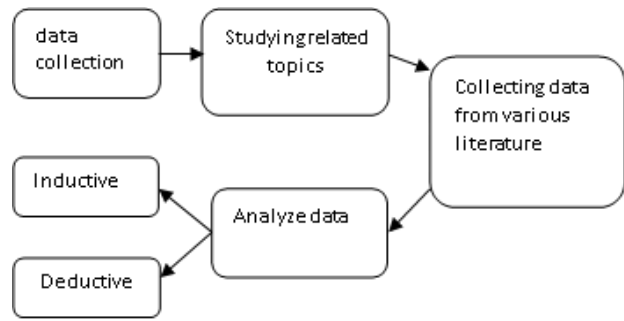 data
collection
Studying related
topics
Collecting data
from various
literature
Analyze data
Inductive
Deductive